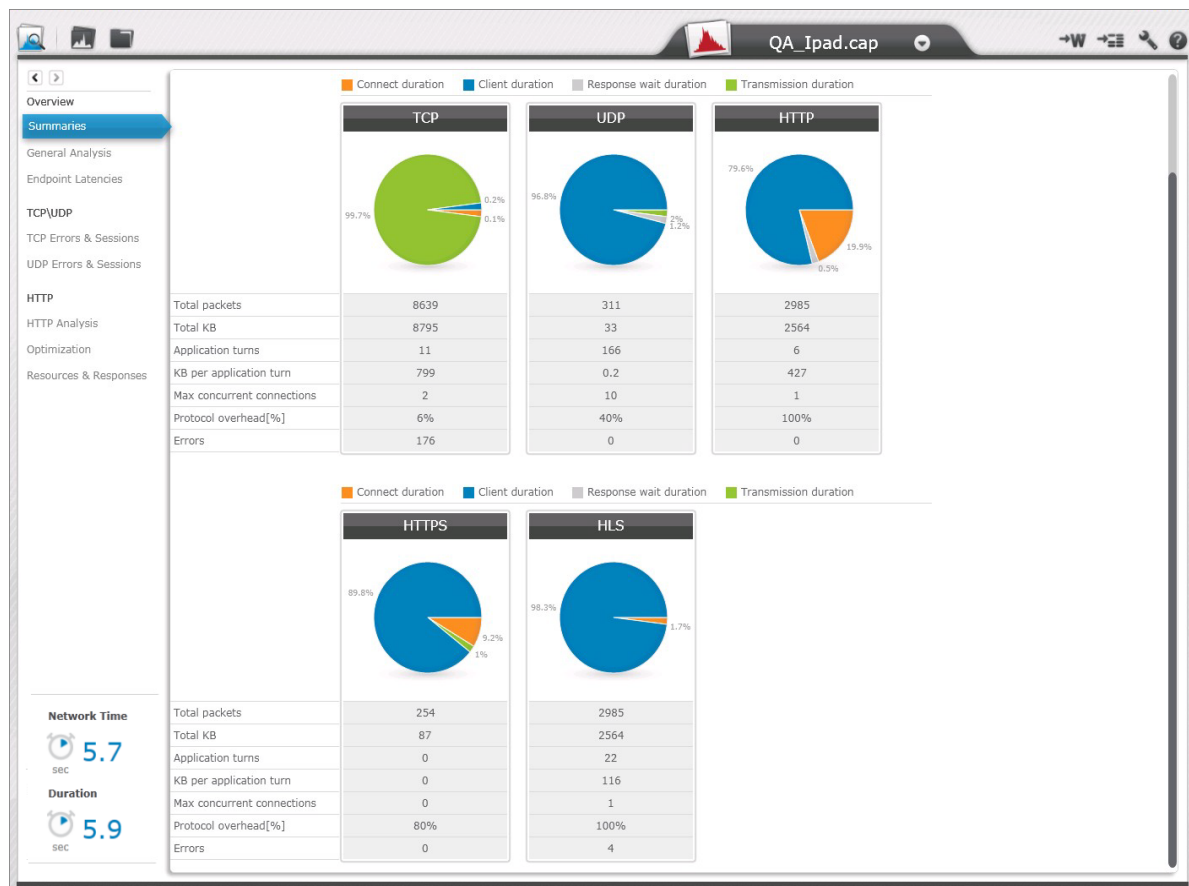 QA_Ipad.cap
→W
?
Overview
Summaries
General Analysis
Endpoint Latencies
TCP\UDP
TCP Errors & Sessions
UDP Errors & Sessions
HTTP
HTTP Analysis
Optimization
Resources & Responses
Network Time
5.7
sec
Duration
5.9
sec
Connect duration Client duration Response wait duration Transmission duration
TCP UDP HTTP
99.7% 0.2% 0.1%
96.8% 2% 1.2%
79.6% 19.9% 0.5%
Total packets 8639 311 2985
Total KB 8795 33 2564
Application turns 11 166 6
KB per application turn 799 0.2 427
Max concurrent connections 2 10 1
Protocol overhead[%] 6% 40% 100%
Errors 176 0 0
Connect duration Client duration Response wait duration Transmission duration
HTTPS HLS
89.8% 9.2% 1%
98.3% 1.7%
Total packets 254 2985
Total KB 87 2564
Application turns 0 22
KB per application turn 0 116
Max concurrent connections 0 1
Protocol overhead[%] 80% 100%
Errors 0 4